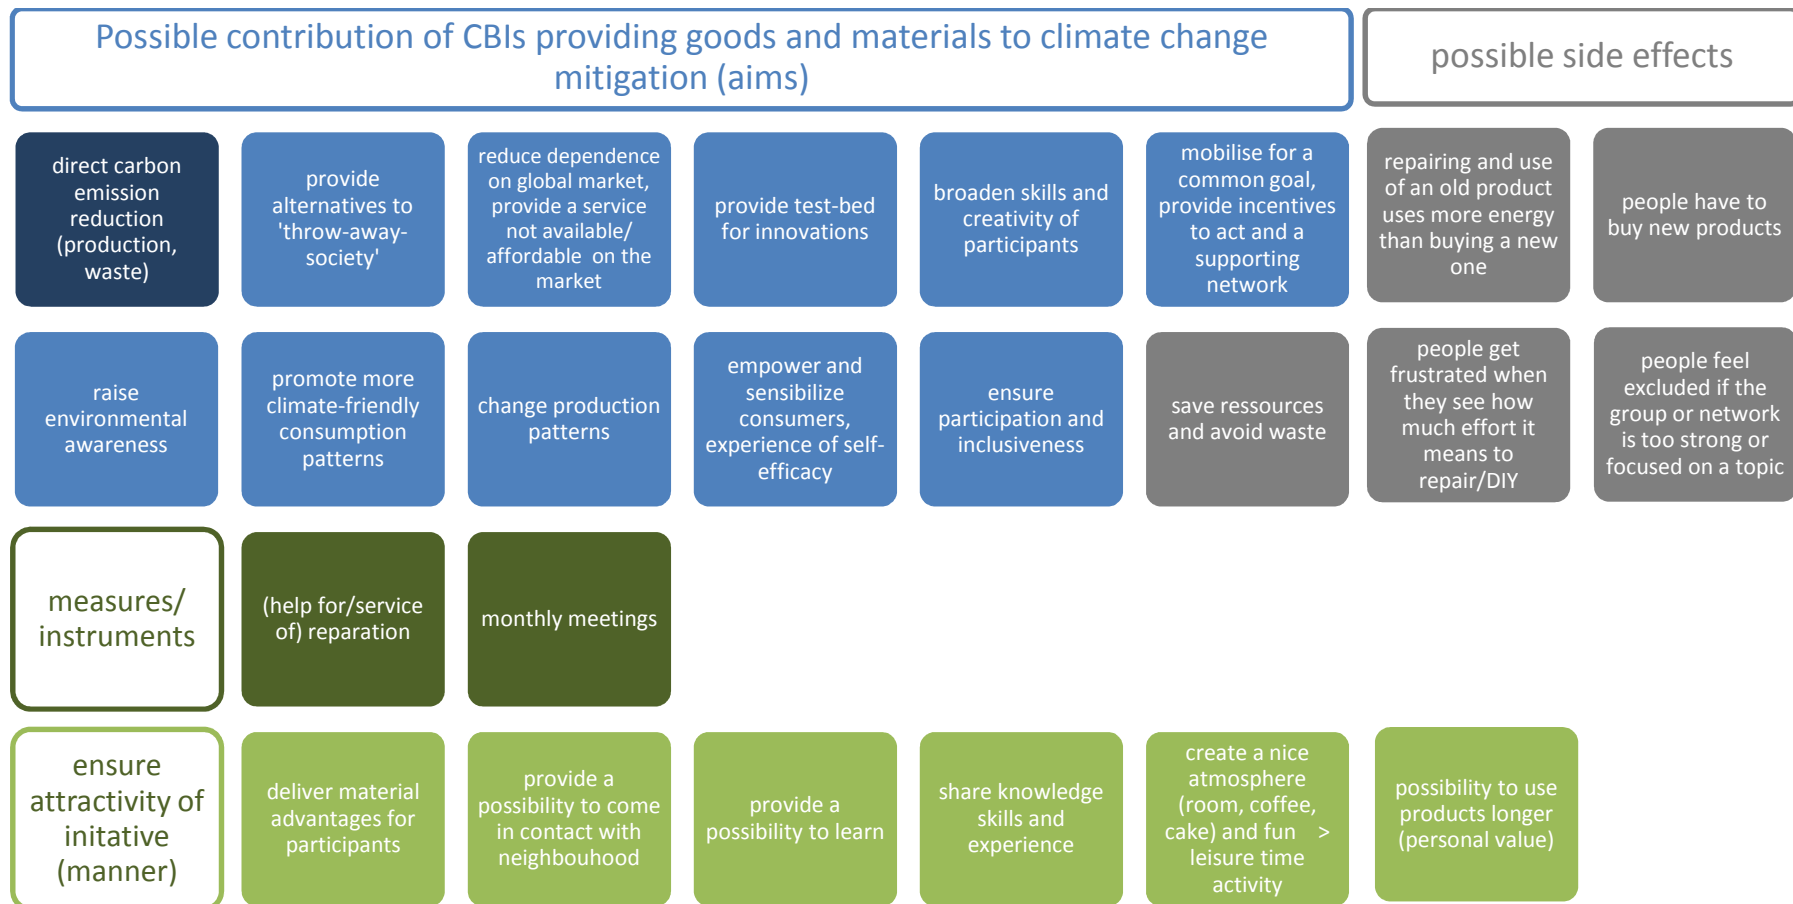 Possible contribution of CBIs providing goods and materials to climate change
mitigation (aims)
possible side effects
direct carbon
emission
reduction
(production,
waste)
provide
alternatives to
'throw-away-
society'
reduce dependence
on global market,
provide a service
not available/
affordable on the
market
provide test-bed
for innovations
broaden skills and
creativity of
participants
mobilise for a
common goal,
provide incentives
to act and a
supporting
network
repairing and use
of an old product
uses more energy
than buying a new
one
people have to
buy new products
raise
environmental
awareness
promote more
climate-friendly
consumption
patterns
change production
patterns
empower and
sensibilize
consumers,
experience of self-
efficacy
ensure
participation and
inclusiveness
save ressources
and avoid waste
people get
frustrated when
they see how
much effort it
means to
repair/DIY
people feel
excluded if the
group or network
is too strong or
focused on a topic
measures/
instruments
(help for/service
of) reparation
monthly meetings
ensure
attractivity of
initative
(manner)
deliver material
advantages for
participants
provide a
possibility to come
in contact with
neighbouhood
provide a
possibility to learn
share knowledge
skills and
experience
create a nice
atmosphere
(room, coffee,
cake) and fun >
leisure time
activity
possibility to use
products longer
(personal value)